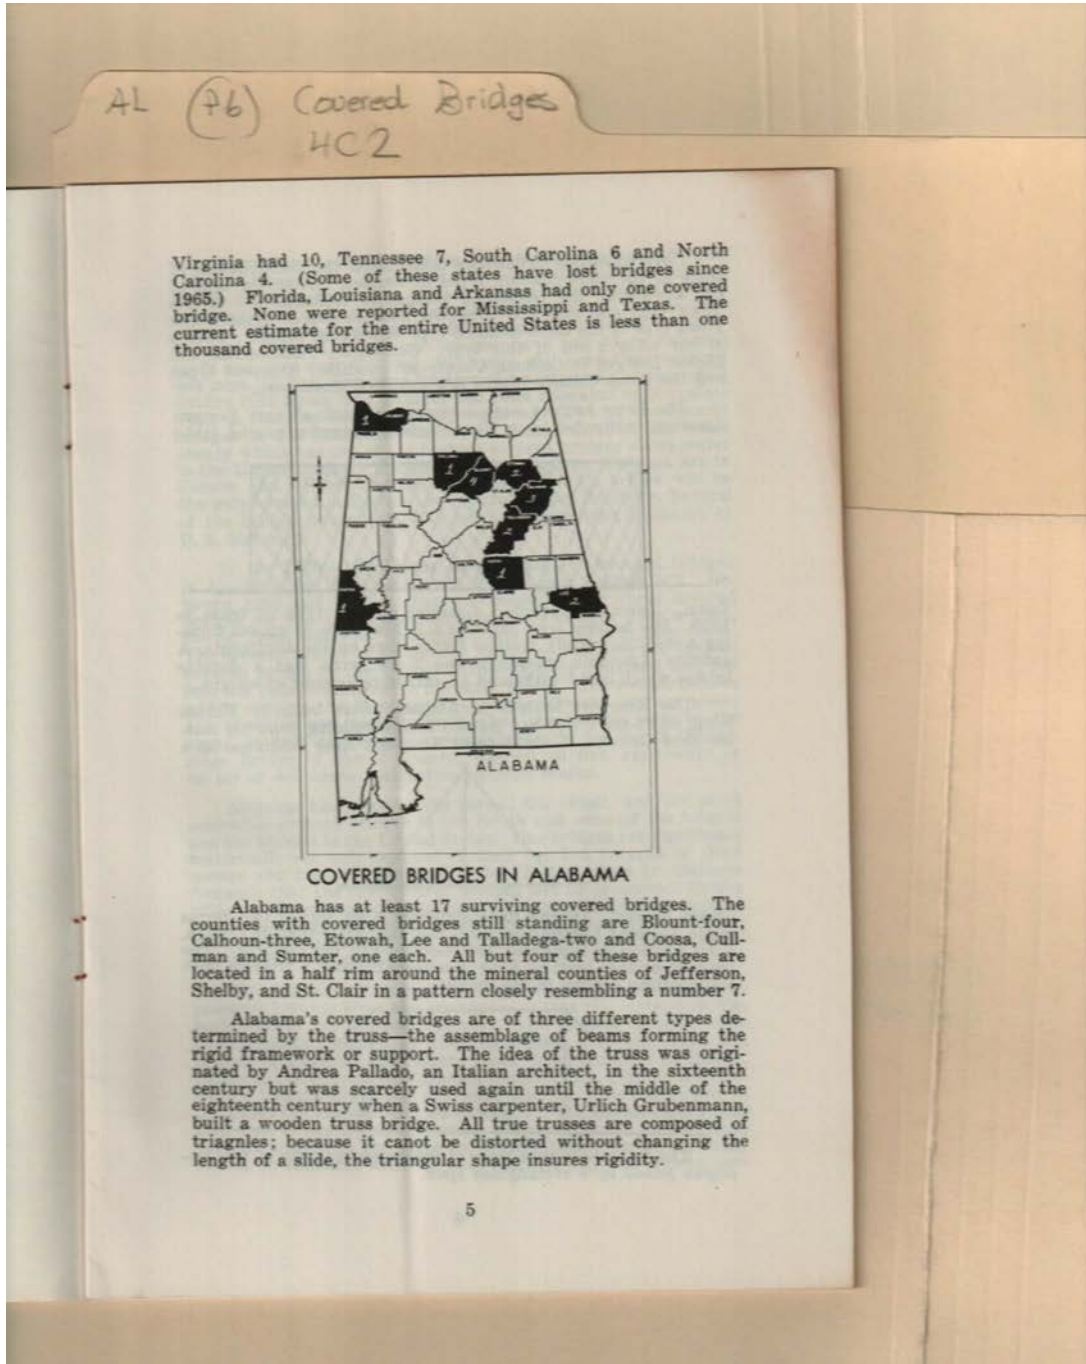 AL (76) Covered Bridges
4C2
Virginia had 10, Tennessee 7, South Carolina 6 and North
Carolina 4. (Some of these states have lost bridges since
1965.) Florida, Louisiana and Arkansas had only one covered
bridge. None were reported for Mississippi and Texas. The
current estimate for the entire United States is less than one
thousand covered bridges.
1
1
4
2
3
2
1
1
2
ALABAMA
COVERED BRIDGES IN ALABAMA
Alabama has at least 17 surviving covered bridges. The
counties with covered bridges still standing are Blount-four,
Calhoun-three, Etowah, Lee and Talladega-two and Coosa, Cull-
man and Sumter, one each. All but four of these bridges are
located in a half rim around the mineral counties of Jefferson,
Shelby, and St. Clair in a pattern closely resembling a number 7.
Alabama's covered bridges are of three different types de-
termined by the truss—the assemblage of beams forming the
rigid framework or support. The idea of the truss was origi-
nated by Andrea Pallado, an Italian architect, in the sixteenth
century but was scarcely used again until the middle of the
eighteenth century when a Swiss carpenter, Urlich Grubenmann,
built a wooden truss bridge. All true trusses are composed of
triagnles; because it canot be distorted without changing the
length of a slide, the triangular shape insures rigidity.
5